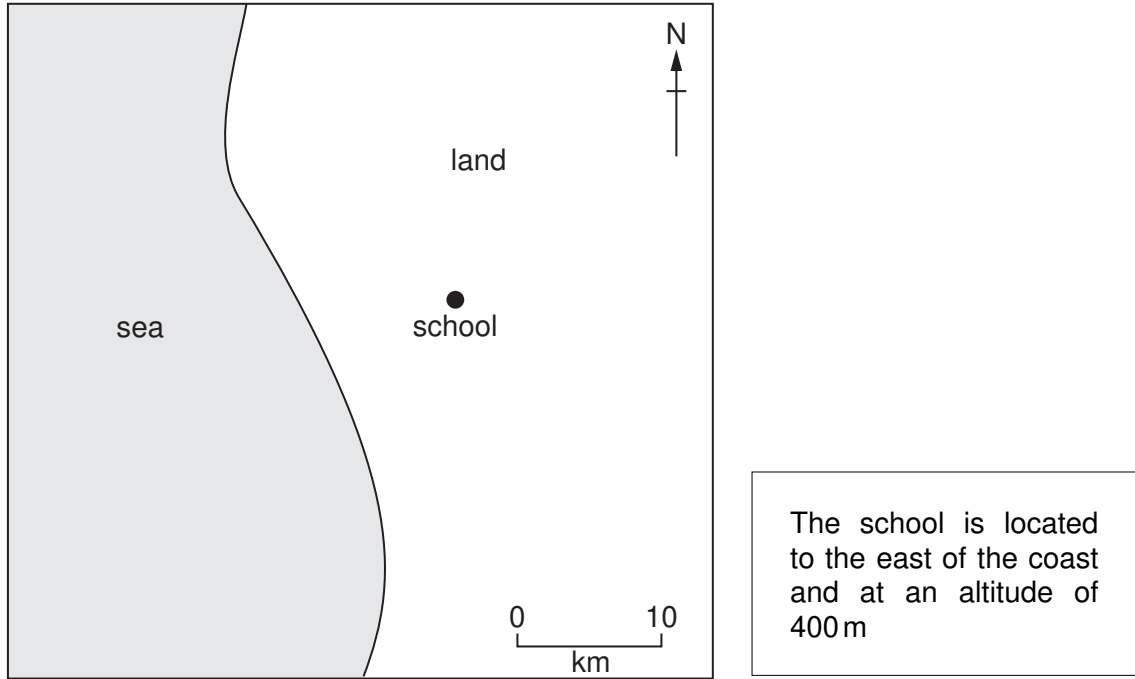 N
land
school
sea
0 10
km
The school is located
to the east of the coast
and at an altitude of
400 m